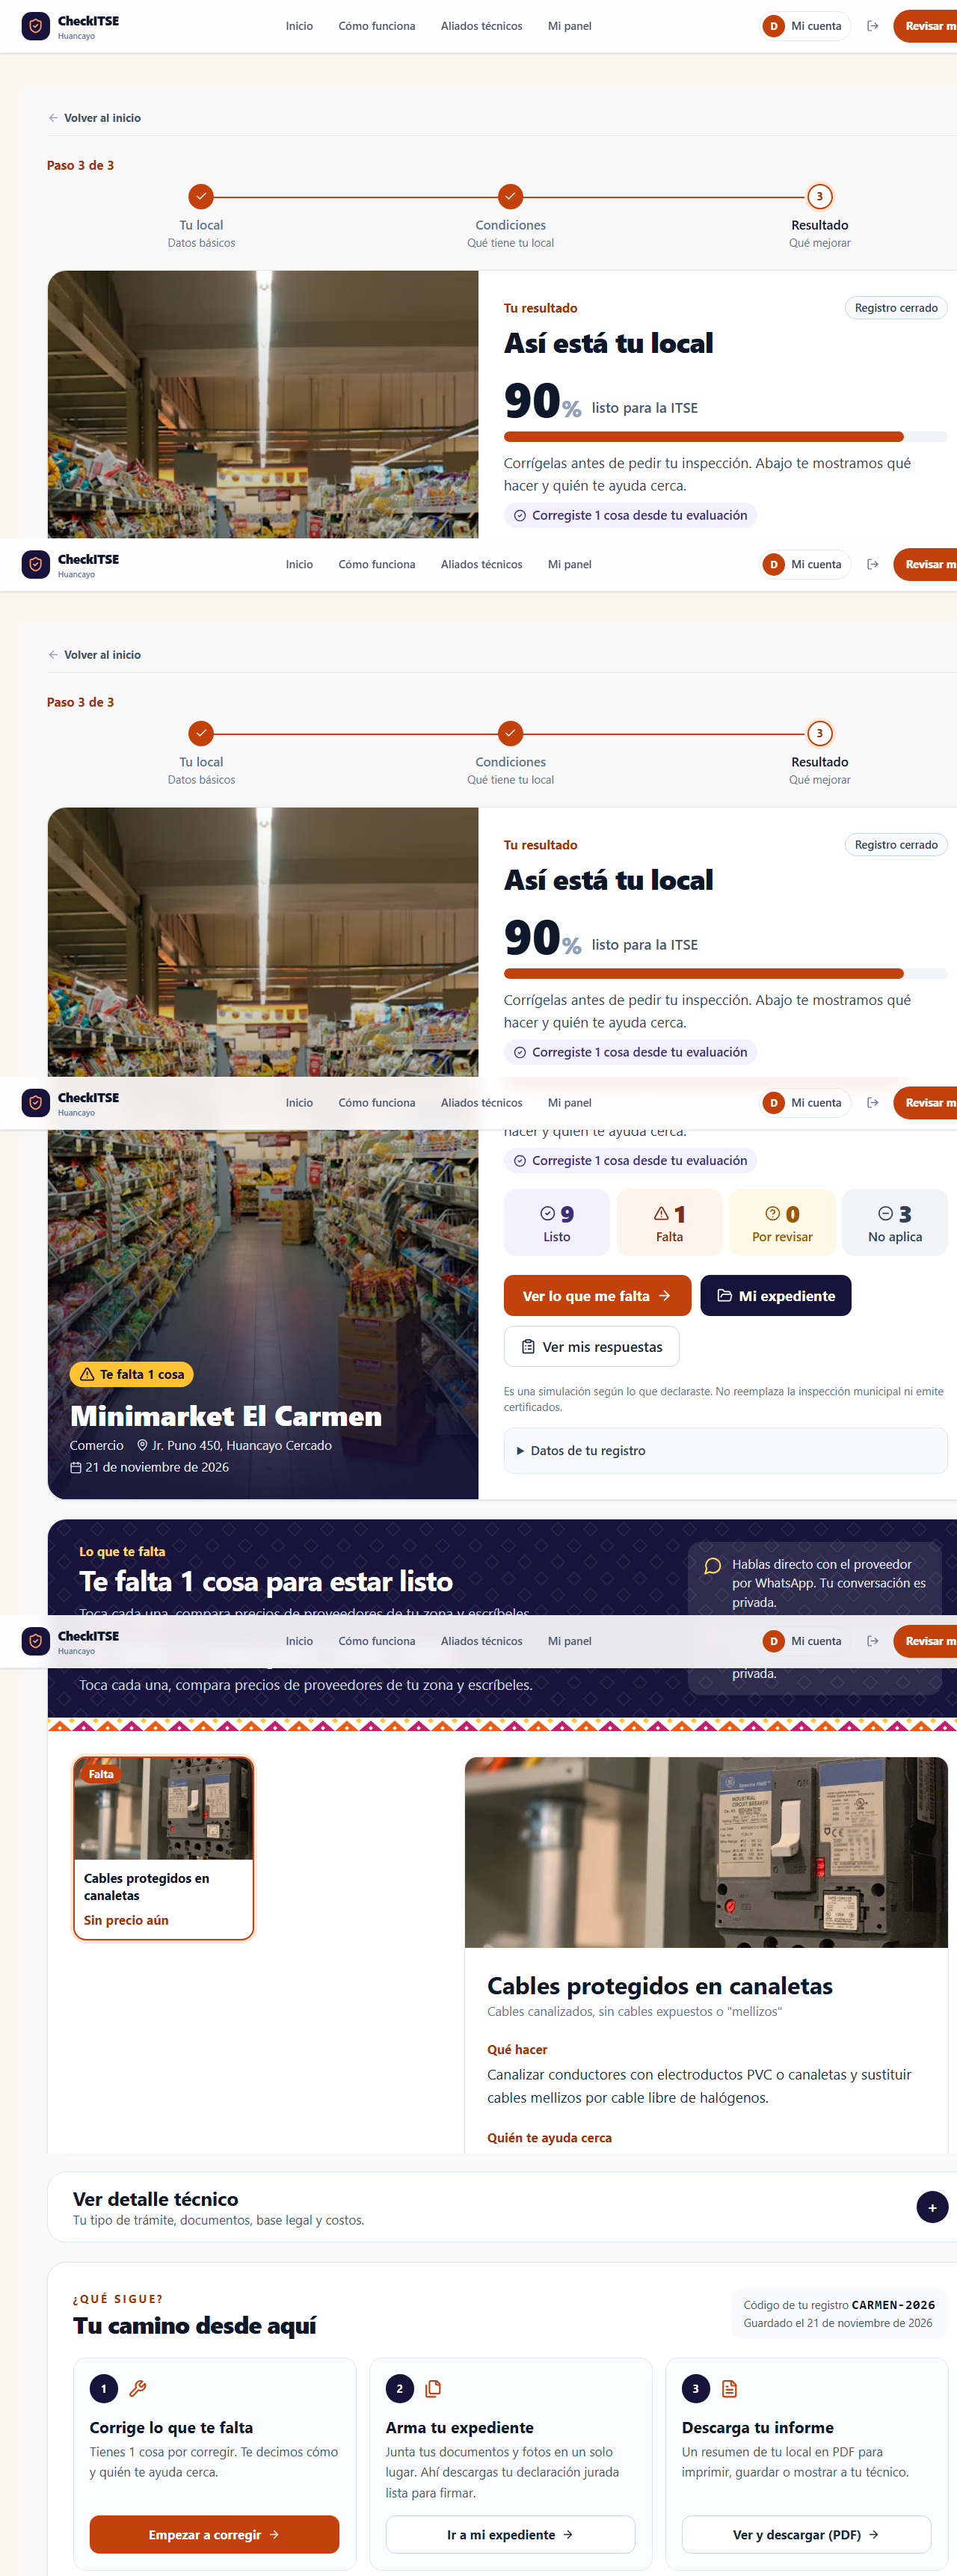 CheckITSE
Huancayo
Inicio
Cómo funciona
Aliados técnicos
Mi panel
D
Mi cuenta
Revisar m
Volver al inicio
Paso 3 de 3
3
Tu local
Datos básicos
Condiciones
Qué tiene tu local
Resultado
Qué mejorar
Tu resultado
Registro cerrado
Así está tu local
90% listo para la ITSE
Corrígelas antes de pedir tu inspección. Abajo te mostramos qué
hacer y quién te ayuda cerca.
Corregiste 1 cosa desde tu evaluación
CheckITSE
Huancayo
Inicio
Cómo funciona
Aliados técnicos
Mi panel
D
Mi cuenta
Revisar m
Volver al inicio
Paso 3 de 3
3
Tu local
Datos básicos
Condiciones
Qué tiene tu local
Resultado
Qué mejorar
Tu resultado
Registro cerrado
Así está tu local
90% listo para la ITSE
Corrígelas antes de pedir tu inspección. Abajo te mostramos qué
hacer y quién te ayuda cerca.
Corregiste 1 cosa desde tu evaluación
CheckITSE
Huancayo
Inicio
Cómo funciona
Aliados técnicos
Mi panel
D
Mi cuenta
Revisar m
hacer y quién te ayuda cerca.
Corregiste 1 cosa desde tu evaluación
9
Listo
1
Falta
0
Por revisar
3
No aplica
Ver lo que me falta
Mi expediente
Ver mis respuestas
Te falta 1 cosa
Minimarket El Carmen
Comercio
Jr. Puno 450, Huancayo Cercado
21 de noviembre de 2026
Es una simulación según lo que declaraste. No reemplaza la inspección municipal ni emite
certificados.
Datos de tu registro
Lo que te falta
Te falta 1 cosa para estar listo
Toca cada una, compara precios de proveedores de tu zona y escríbeles.
Hablas directo con el proveedor
por WhatsApp. Tu conversación es
privada.
CheckITSE
Huancayo
Inicio
Cómo funciona
Aliados técnicos
Mi panel
D
Mi cuenta
Revisar m
Toca cada una, compara precios de proveedores de tu zona y escríbeles.
privada.
Falta
Cables protegidos en
canaletas
Sin precio aún
Cables protegidos en canaletas
Cables canalizados, sin cables expuestos o "mellizos"
Qué hacer
Canalizar conductores con electroductos PVC o canaletas y sustituir
cables mellizos por cable libre de halógenos.
Quién te ayuda cerca
Ver detalle técnico
Tu tipo de trámite, documentos, base legal y costos.
+
¿QUÉ SIGUE?
Tu camino desde aquí
Código de tu registro CARMEN-2026
Guardado el 21 de noviembre de 2026
1
Corrige lo que te falta
Tienes 1 cosa por corregir. Te decimos cómo
y quién te ayuda cerca.
Empezar a corregir
2
Arma tu expediente
Junta tus documentos y fotos en un solo
lugar. Ahí descargas tu declaración jurada
lista para firmar.
Ir a mi expediente
3
Descarga tu informe
Un resumen de tu local en PDF para
imprimir, guardar o mostrar a tu técnico.
Ver y descargar (PDF)